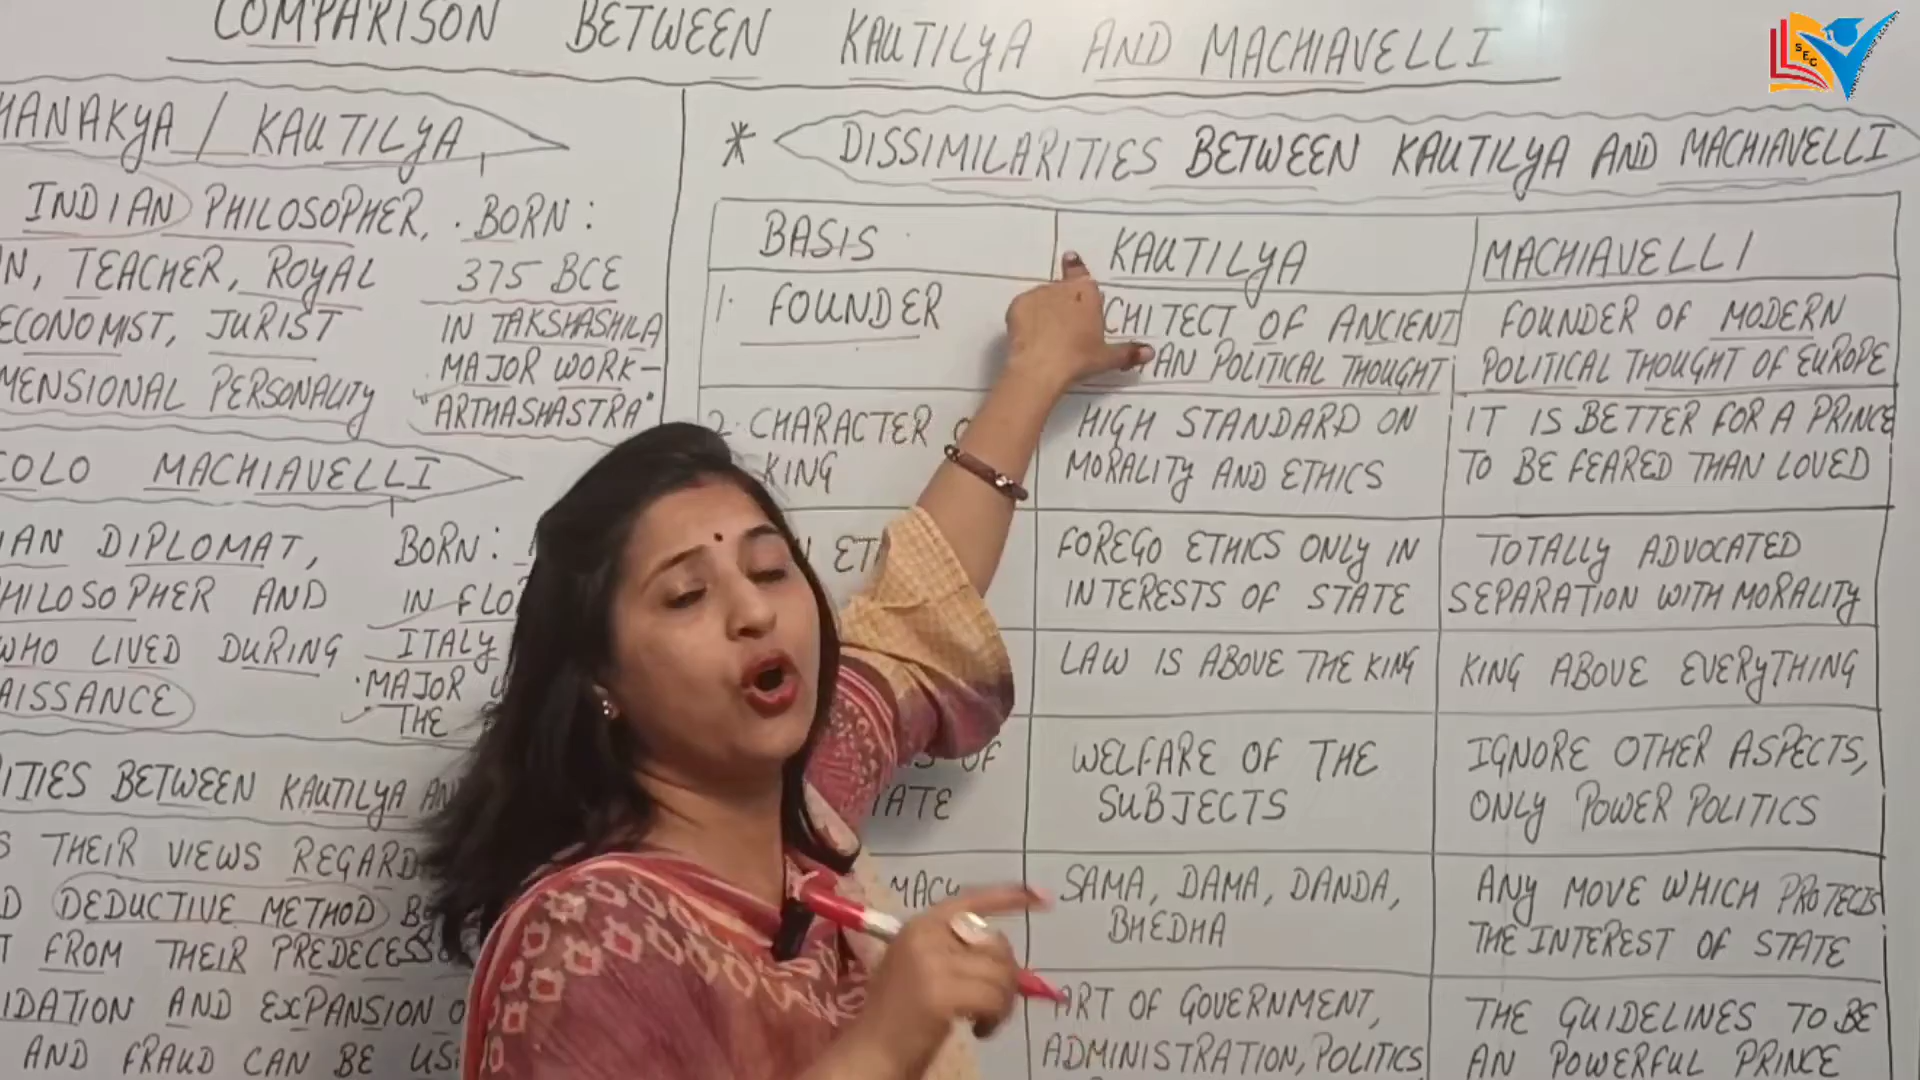 COMPARISON BETWEEN KAUTILYA AND MACHIAVELLI
SEC
HANAKYA / KAUTILYA
INDIAN PHILOSOPHER,
N, TEACHER, ROYAL
ECONOMIST, JURIST
MENSIONAL PERSONALITY
· BORN:
375 BCE
IN TAKSHASHILA
MAJOR WORK-
"ARTHASHASTRA"
COLO MACHIAVELLI
IAN DIPLOMAT,
HILOSOPHER AND
WHO LIVED DURING
AISSANCE
BORN:
IN FLO
ITALY
·MAJOR
"THE
ITIES BETWEEN KAUTILYA AN
S THEIR VIEWS REGARD
D DEDUCTIVE METHOD B
T FROM THEIR PREDECESS
IDATION AND EXPANSION O
AND FRAUD CAN BE US
* DISSIMILARITIES BETWEEN KAUTILYA AND MACHIAVELLI
BASIS KAUTILYA MACHIAVELLI
1. FOUNDER
CHITECT OF ANCIENT
AN POLITICAL THOUGHT
FOUNDER OF MODERN
POLITICAL THOUGHT OF EUROPE
2. CHARACTER O
KING
HIGH STANDARD ON
MORALITY AND ETHICS
IT IS BETTER FOR A PRINCE
TO BE FEARED THAN LOVED
ET
FOREGO ETHICS ONLY IN
INTERESTS OF STATE
TOTALLY ADVOCATED
SEPARATION WITH MORALITY
LAW IS ABOVE THE KING
KING ABOVE EVERYTHING
OF
TATE
WELFARE OF THE
SUBJECTS
IGNORE OTHER ASPECTS,
ONLY POWER POLITICS
MACY
SAMA, DAMA, DANDA,
BHEDHA
ANY MOVE WHICH PROTECTS
THE INTEREST OF STATE
ART OF GOVERNMENT,
ADMINISTRATION, POLITICS
THE GUIDELINES TO BE
AN POWERFUL PRINCE